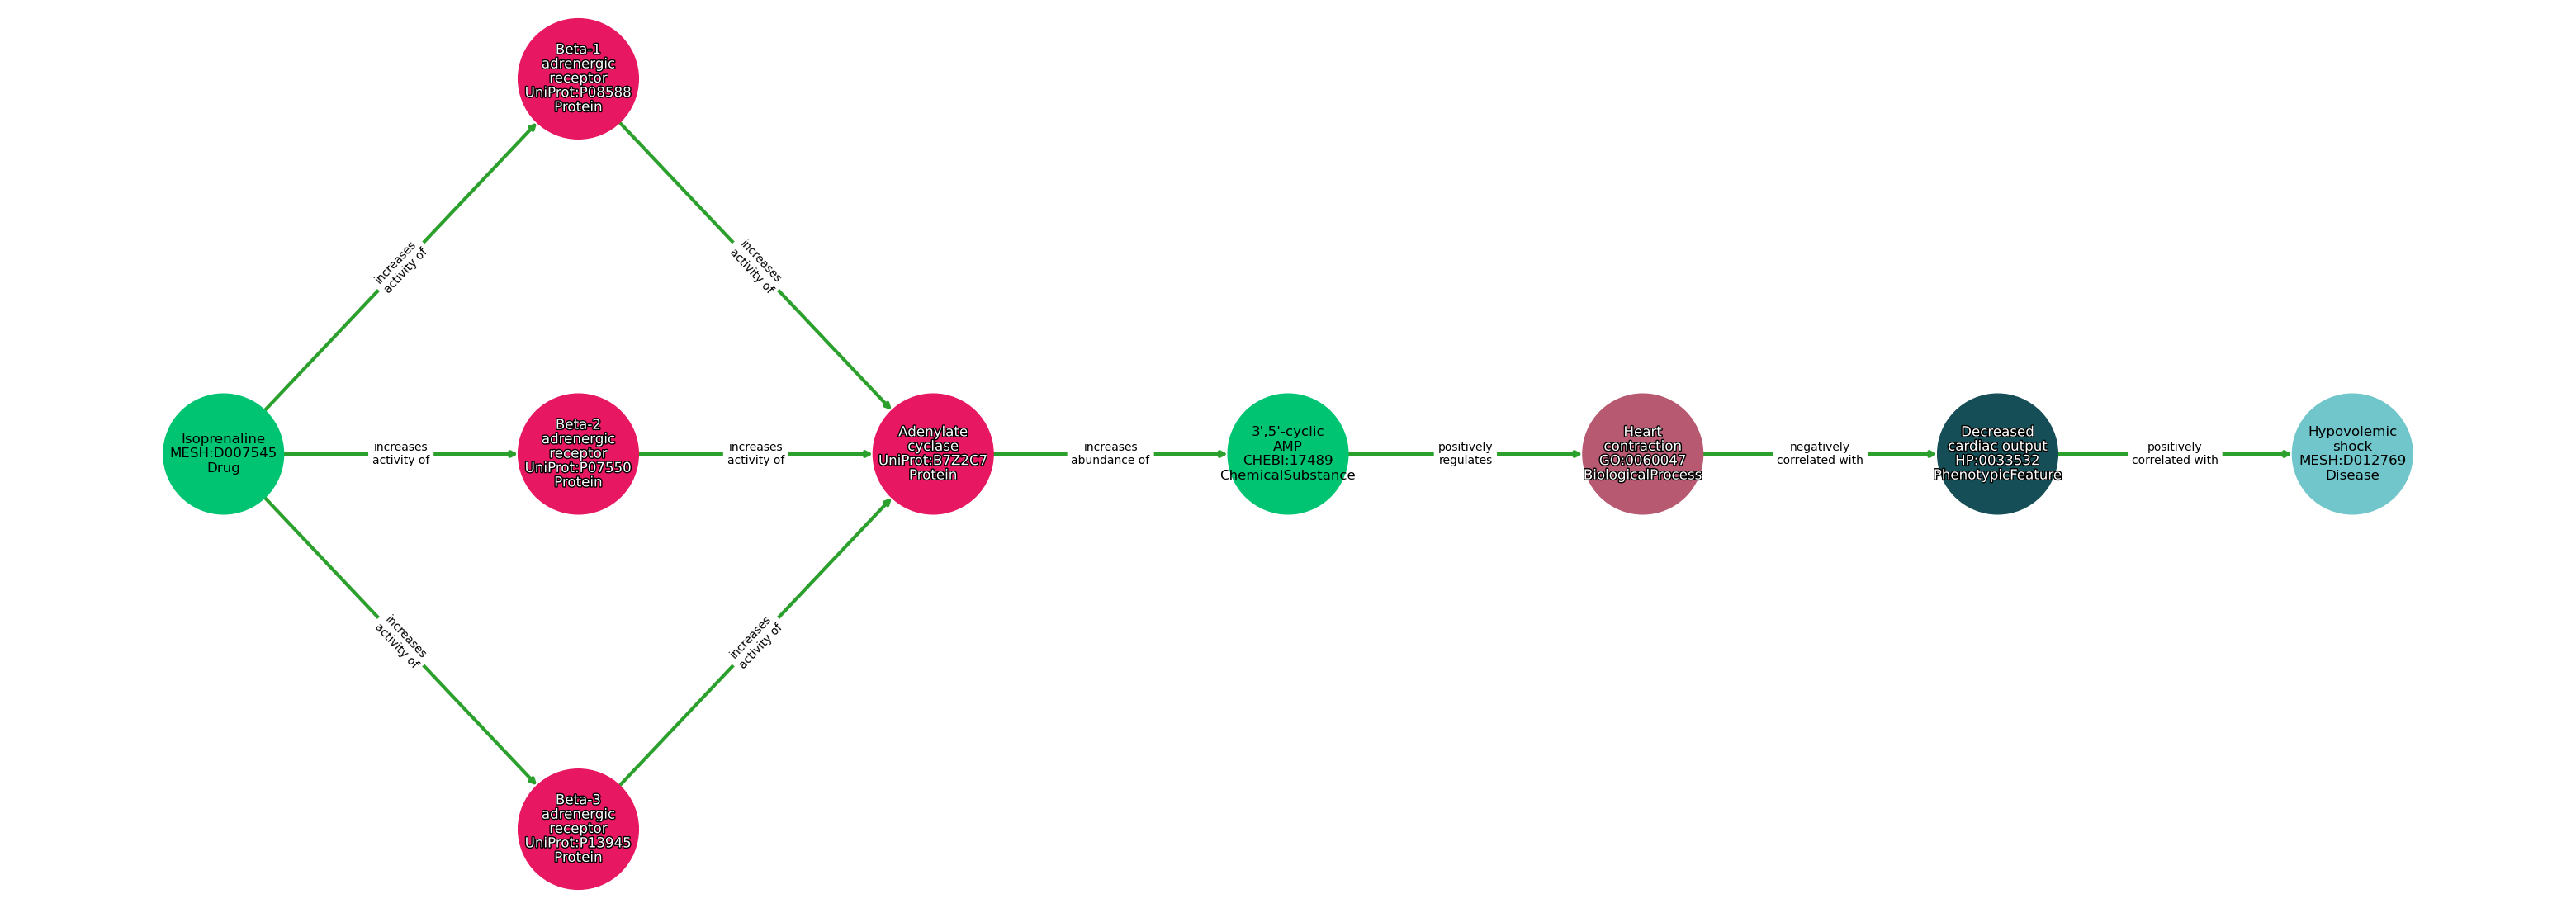 Beta-1
adrenergic
receptor
UniProt:P08588
Protein
increases
activity of
increases
activity of
Isoprenaline
MESH:D007545
Drug
increases
activity of
Beta-2
adrenergic
receptor
UniProt:P07550
Protein
increases
activity of
Adenylate
cyclase
UniProt:B7Z2C7
Protein
increases
abundance of
3',5'-cyclic
AMP
CHEBI:17489
ChemicalSubstance
positively
regulates
Heart
contraction
GO:0060047
BiologicalProcess
negatively
correlated with
Decreased
cardiac output
HP:0033532
PhenotypicFeature
positively
correlated with
Hypovolemic
shock
MESH:D012769
Disease
increases
activity of
increases
activity of
Beta-3
adrenergic
receptor
UniProt:P13945
Protein